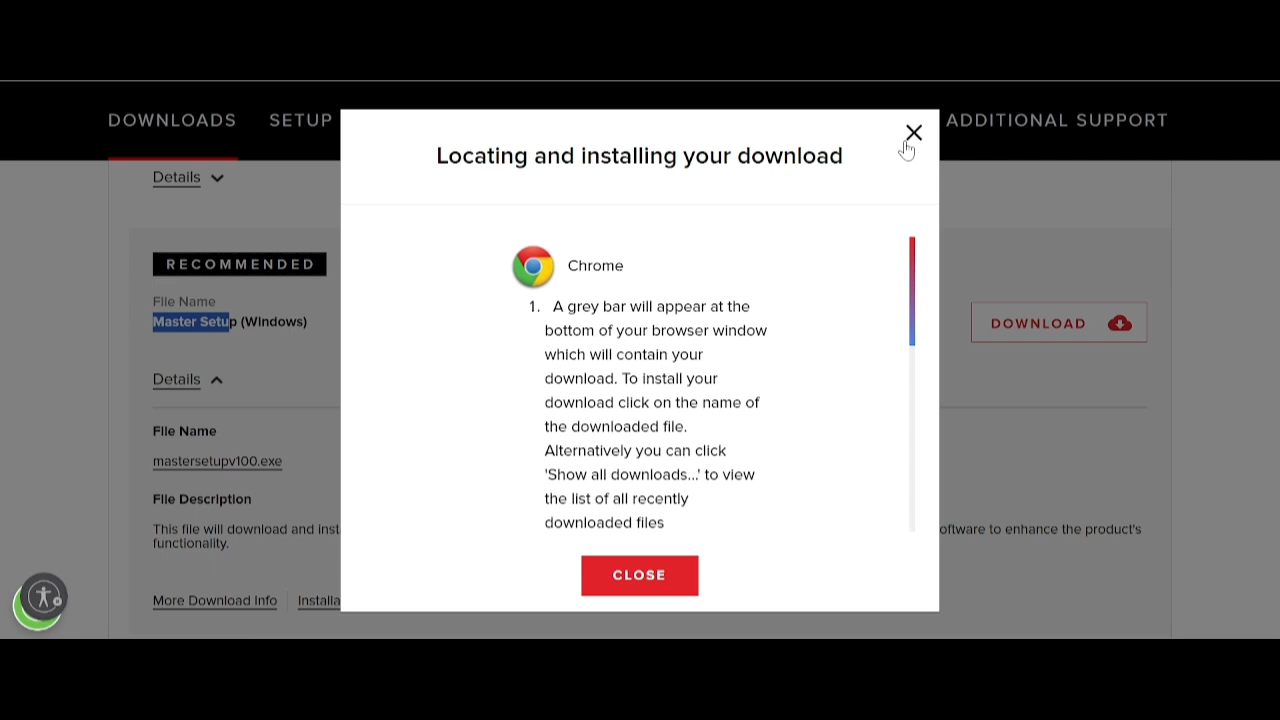 DOWNLOADS SETUP ADDITIONAL SUPPORT
Details
RECOMMENDED
File Name
Master Setup (Windows)
DOWNLOAD
Details
File Name
mastersetupv100.exe
File Description
This file will download and inst
oftware to enhance the product's
functionality.
More Download Info
Installa
Locating and installing your download
Chrome
1. A grey bar will appear at the
bottom of your browser window
which will contain your
download. To install your
download click on the name of
the downloaded file.
Alternatively you can click
'Show all downloads...' to view
the list of all recently
downloaded files
CLOSE